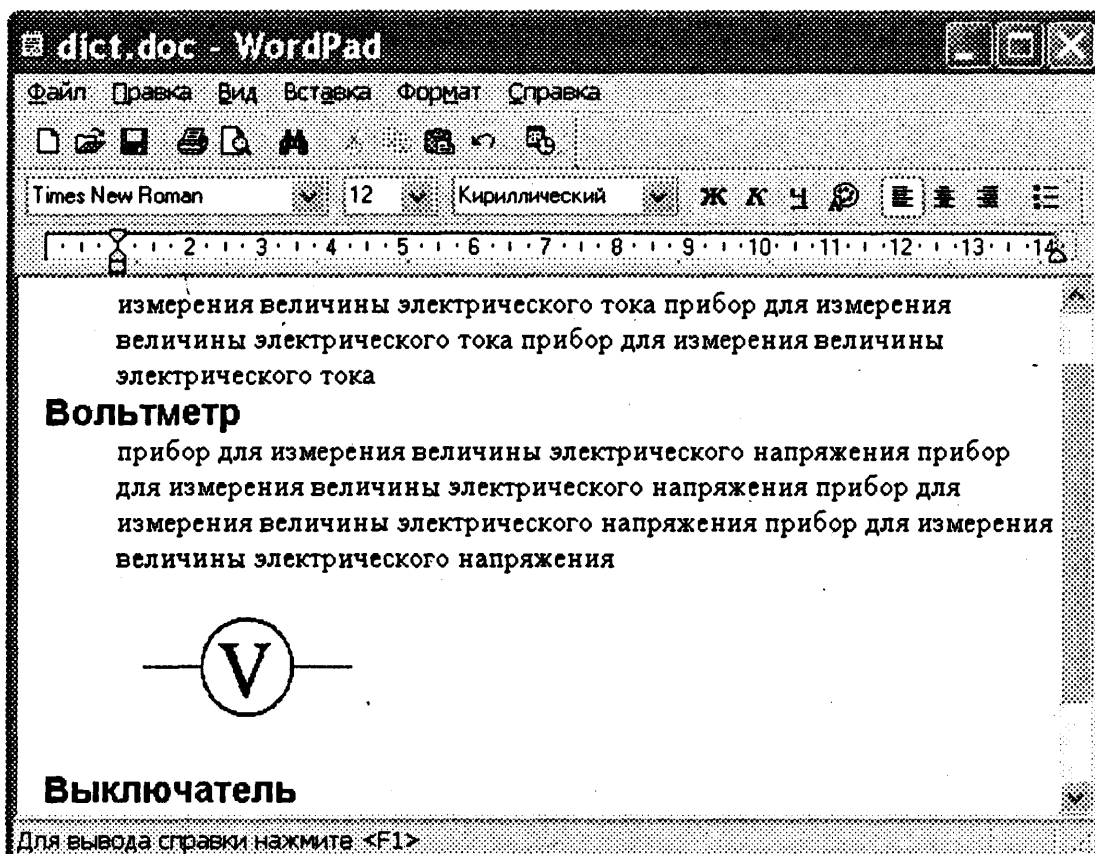 dict.doc - WordPad
Файл Правка Вид Вставка Формат Справка
Times New Roman 12 Кириллический Ж К Ч
2 3 4 5 6 7 8 9 10 11 12 13 14
измерения величины электрического тока прибор для измерения
величины электрического тока прибор для измерения величины
электрического тока
Вольтметр
прибор для измерения величины электрического напряжения прибор
для измерения величины электрического напряжения прибор для
измерения величины электрического напряжения прибор для измерения
величины электрического напряжения
V
Выключатель
Для вывода справки нажмите <F1>